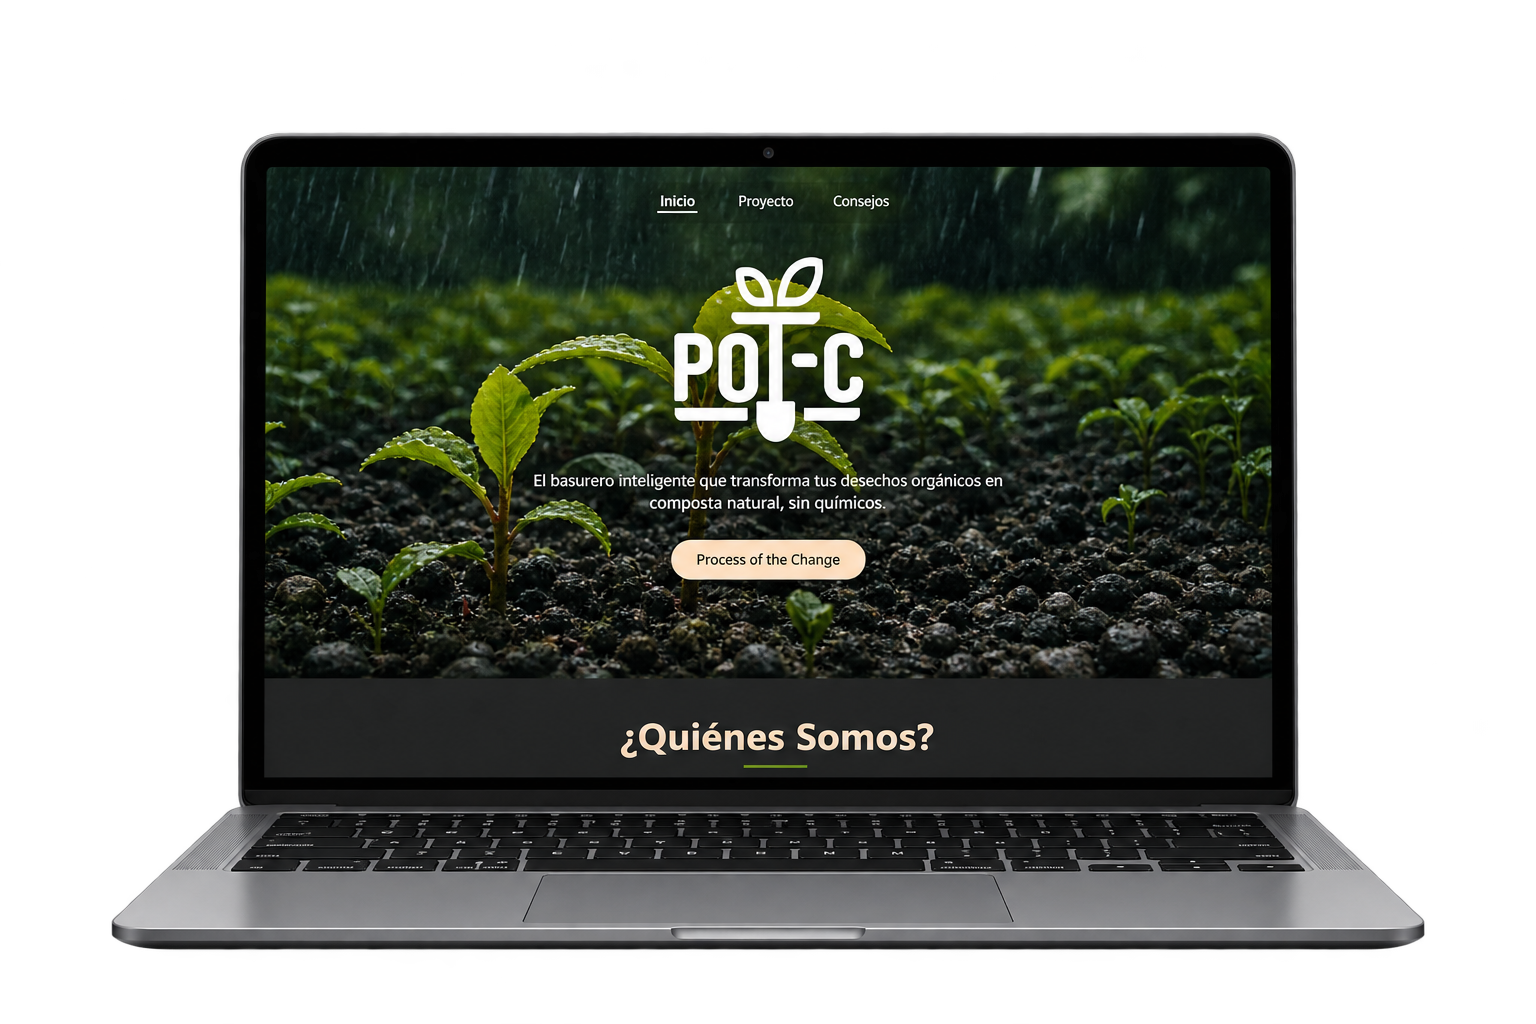 Inicio Proyecto Consejos
POT-C
El basurero inteligente que transforma tus desechos orgánicos en
composta natural, sin químicos.
Process of the Change
¿Quiénes Somos?